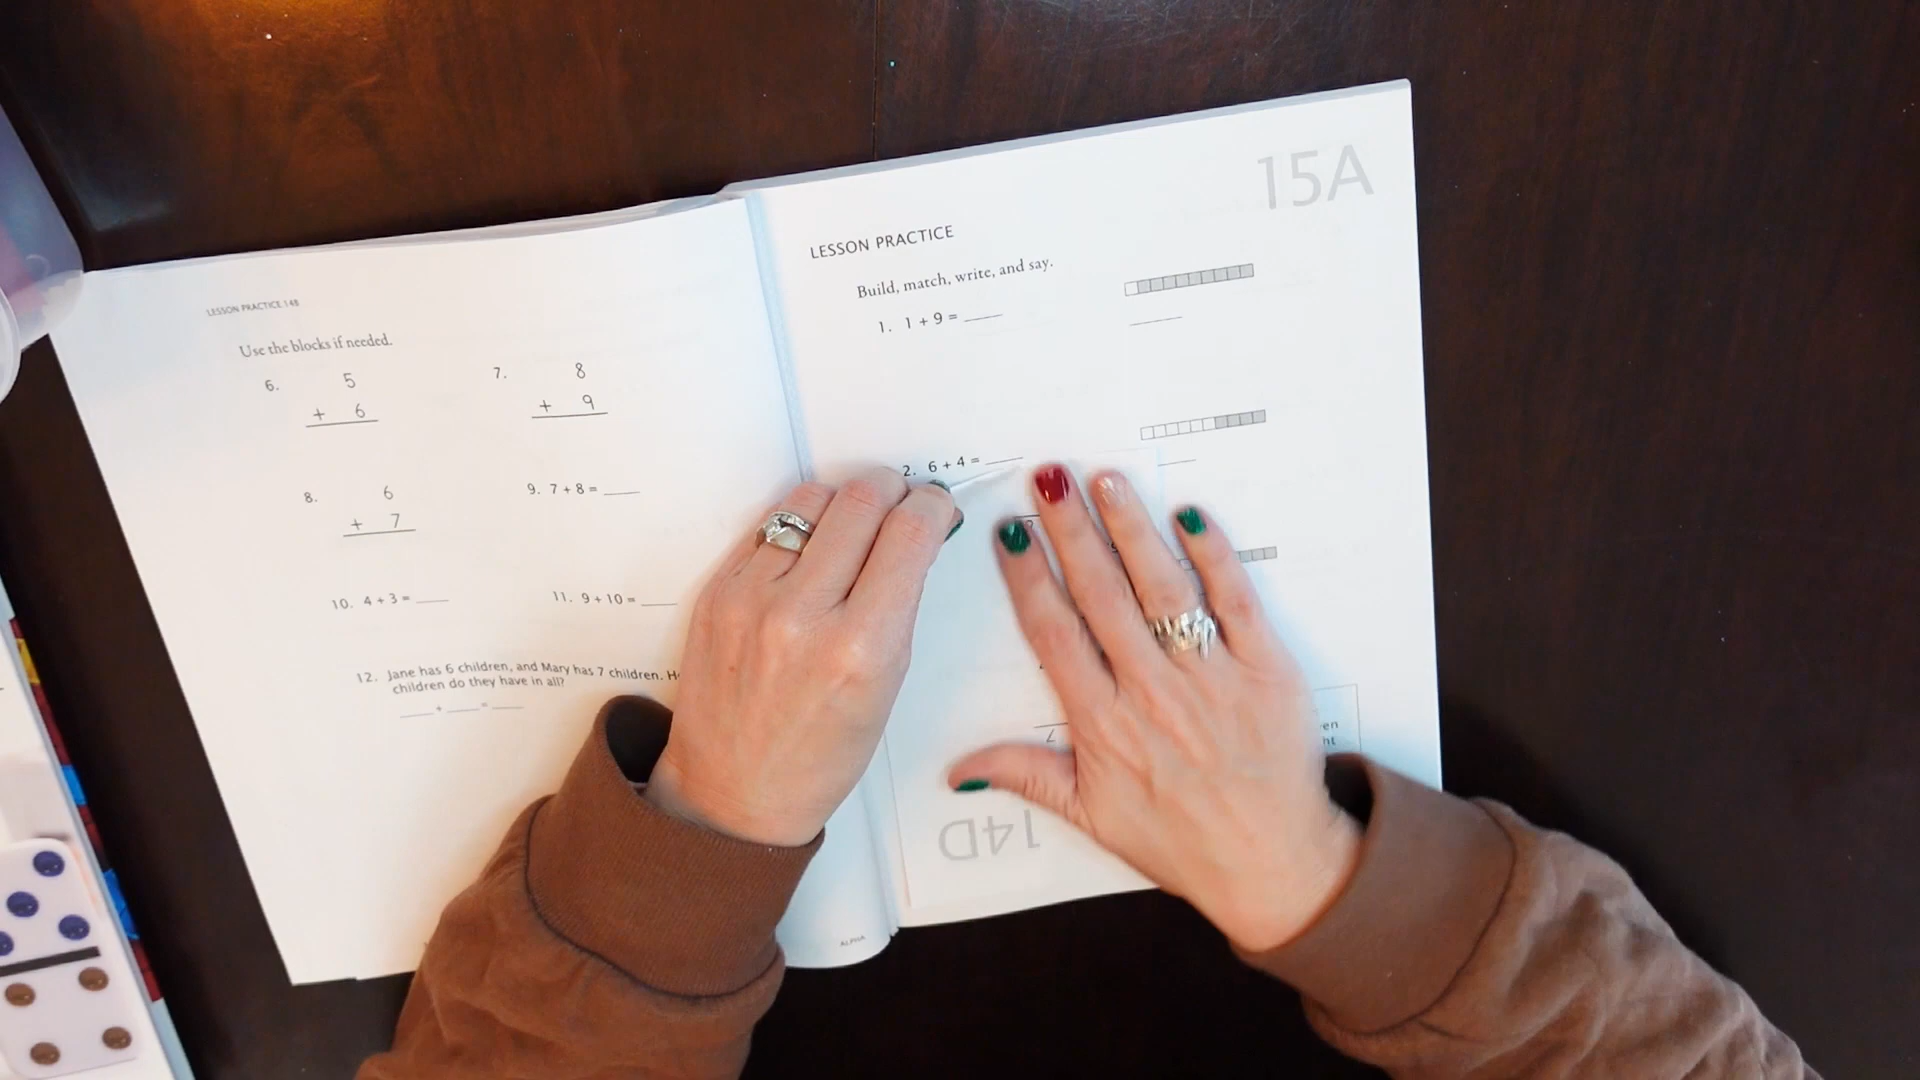 LESSON PRACTICE 14B
Use the blocks if needed.
6. 5
+ 6
7. 8
+ 9
8. 6
+ 7
9. 7 + 8 = ____
10. 4 + 3 = ____
11. 9 + 10 = ____
12. Jane has 6 children, and Mary has 7 children.
children do they have in all?
____ + ____ = ____
ALPHA
15A
LESSON PRACTICE
Build, match, write, and say.
1. 1 + 9 = ____
2. 6 + 4 = ____
14D